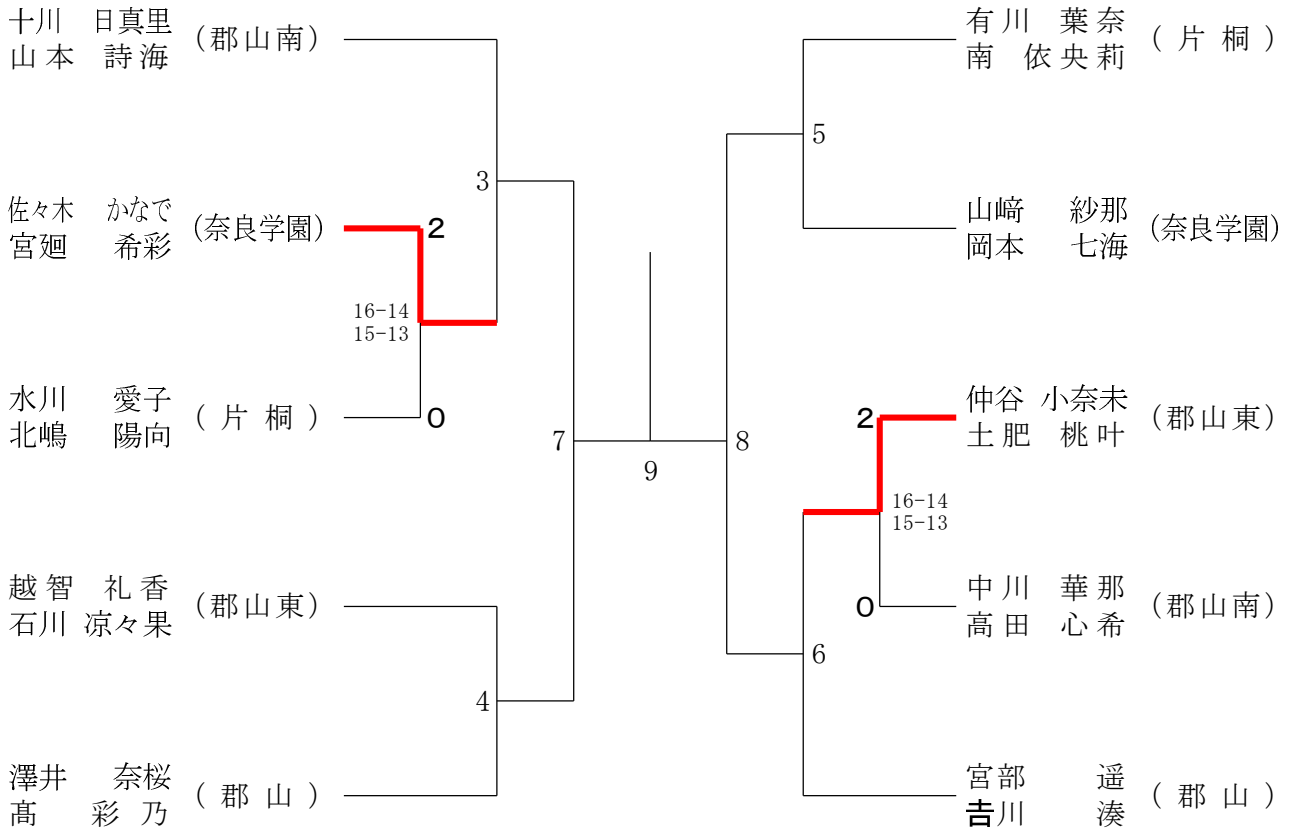 十川　日真里
山本　詩海
（郡山南）
佐々木　かなで
宮廻　希彩
（奈良学園）
2
16-14
15-13
水川　愛子
北嶋　陽向
（片桐）
0
越智　礼香
石川　凉々果
（郡山東）
澤井　奈桜
髙　彩乃
（郡山）
3
4
7
9
8
5
6
有川　葉奈
南　依央莉
（片桐）
山﨑　紗那
岡本　七海
（奈良学園）
仲谷　小奈未
土肥　桃叶
（郡山東）
2
16-14
15-13
中川　華那
高田　心希
（郡山南）
0
宮部　遥
𠮷川　湊
（郡山）